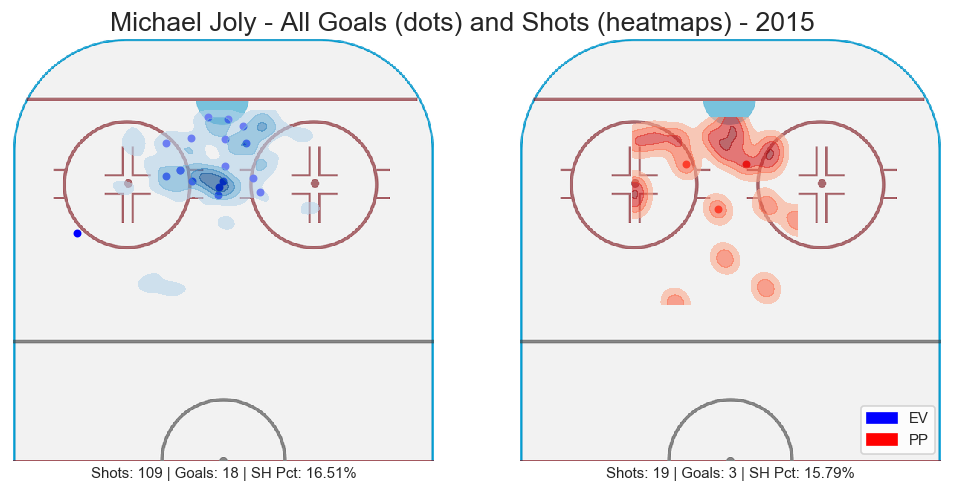 Michael Joly - All Goals (dots) and Shots (heatmaps) - 2015
EV
PP
Shots: 109 | Goals: 18 | SH Pct: 16.51%
Shots: 19 | Goals: 3 | SH Pct: 15.79%